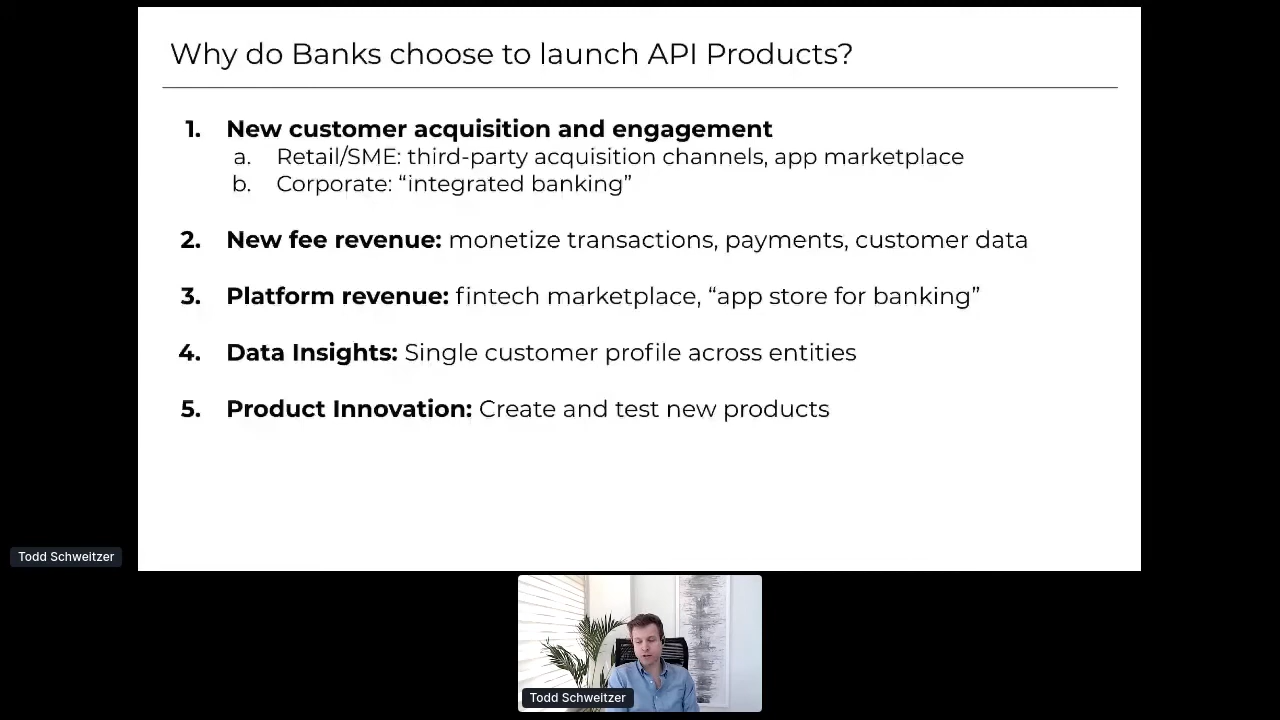 Why do Banks choose to launch API Products?
1. New customer acquisition and engagement
a. Retail/SME: third-party acquisition channels, app marketplace
b. Corporate: “integrated banking”
2. New fee revenue: monetize transactions, payments, customer data
3. Platform revenue: fintech marketplace, “app store for banking”
4. Data Insights: Single customer profile across entities
5. Product Innovation: Create and test new products
Todd Schweitzer
Todd Schweitzer